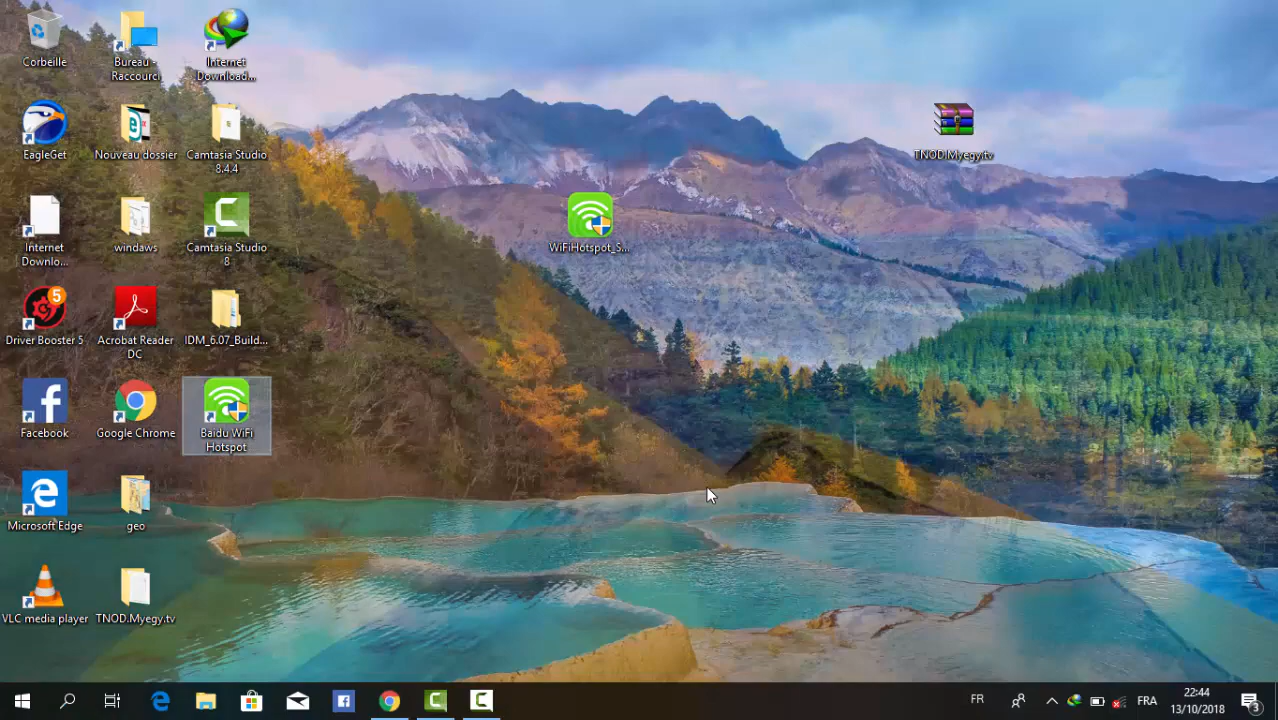 Corbeille
Bureau -
Raccourci
Internet
Download...
EagleGet
Nouveau dossier
Camtasia Studio
8.4.4
TNOD.Myegy.tv
Internet
Downlo...
windaws
Camtasia Studio
8
WiFiHotspot_S...
5
Driver Booster 5
Acrobat Reader
DC
IDM_6.07_Build...
Facebook
Google Chrome
Baidu WiFi
Hotspot
Microsoft Edge
geo
VLC media player
TNOD.Myegy.tv
FR
FRA
22:44
13/10/2018
3